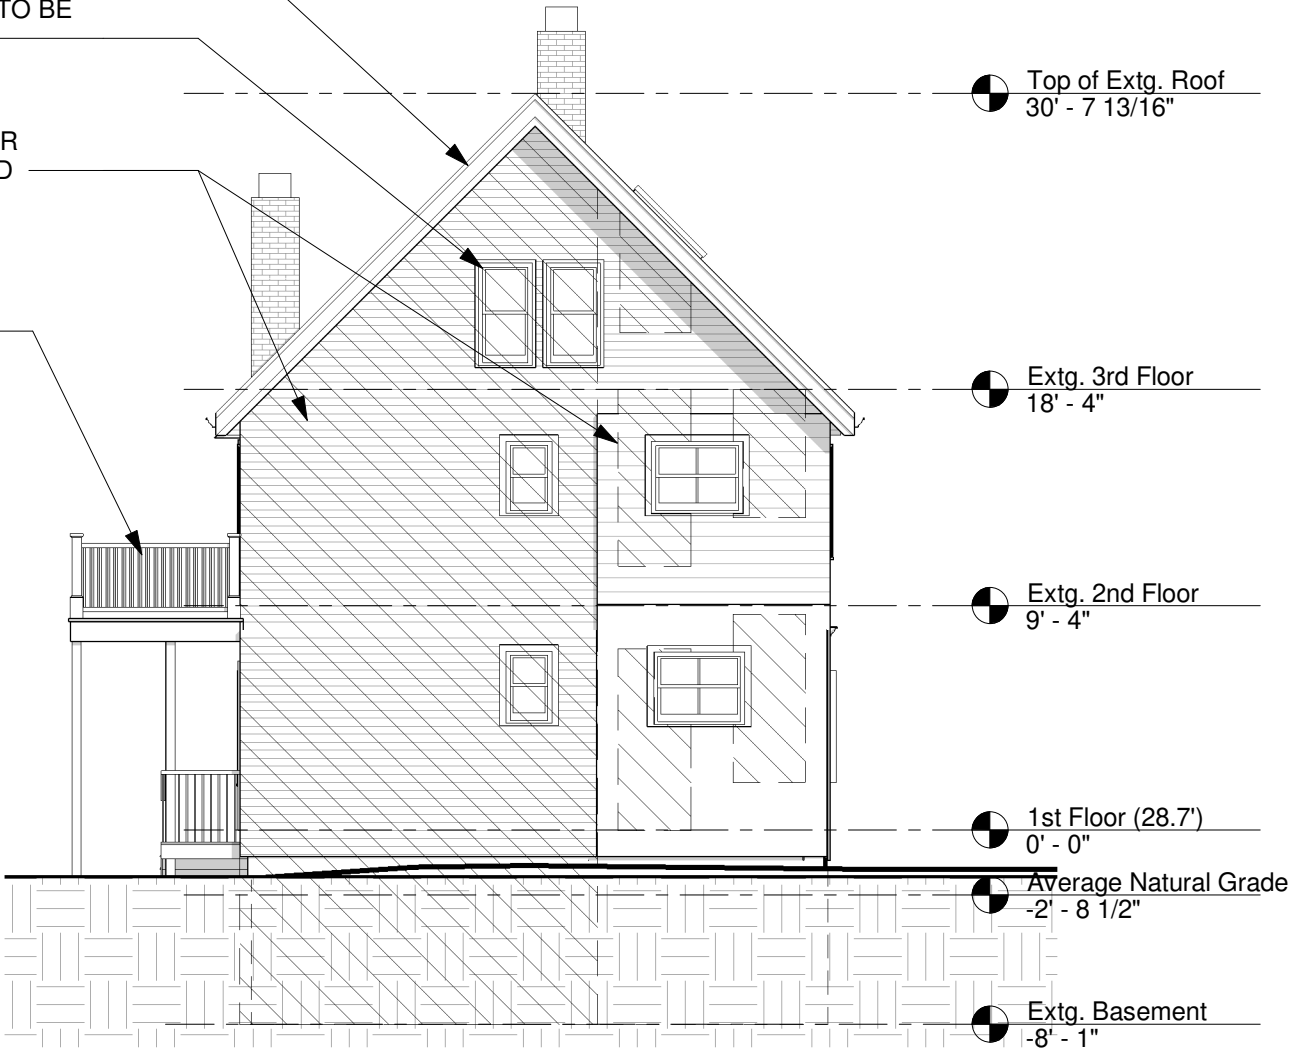 TO BE
R
D
Top of Extg. Roof
30' - 7 13/16"
Extg. 3rd Floor
18' - 4"
Extg. 2nd Floor
9' - 4"
1st Floor (28.7')
0' - 0"
Average Natural Grade
-2' - 8 1/2"
Extg. Basement
-8' - 1"